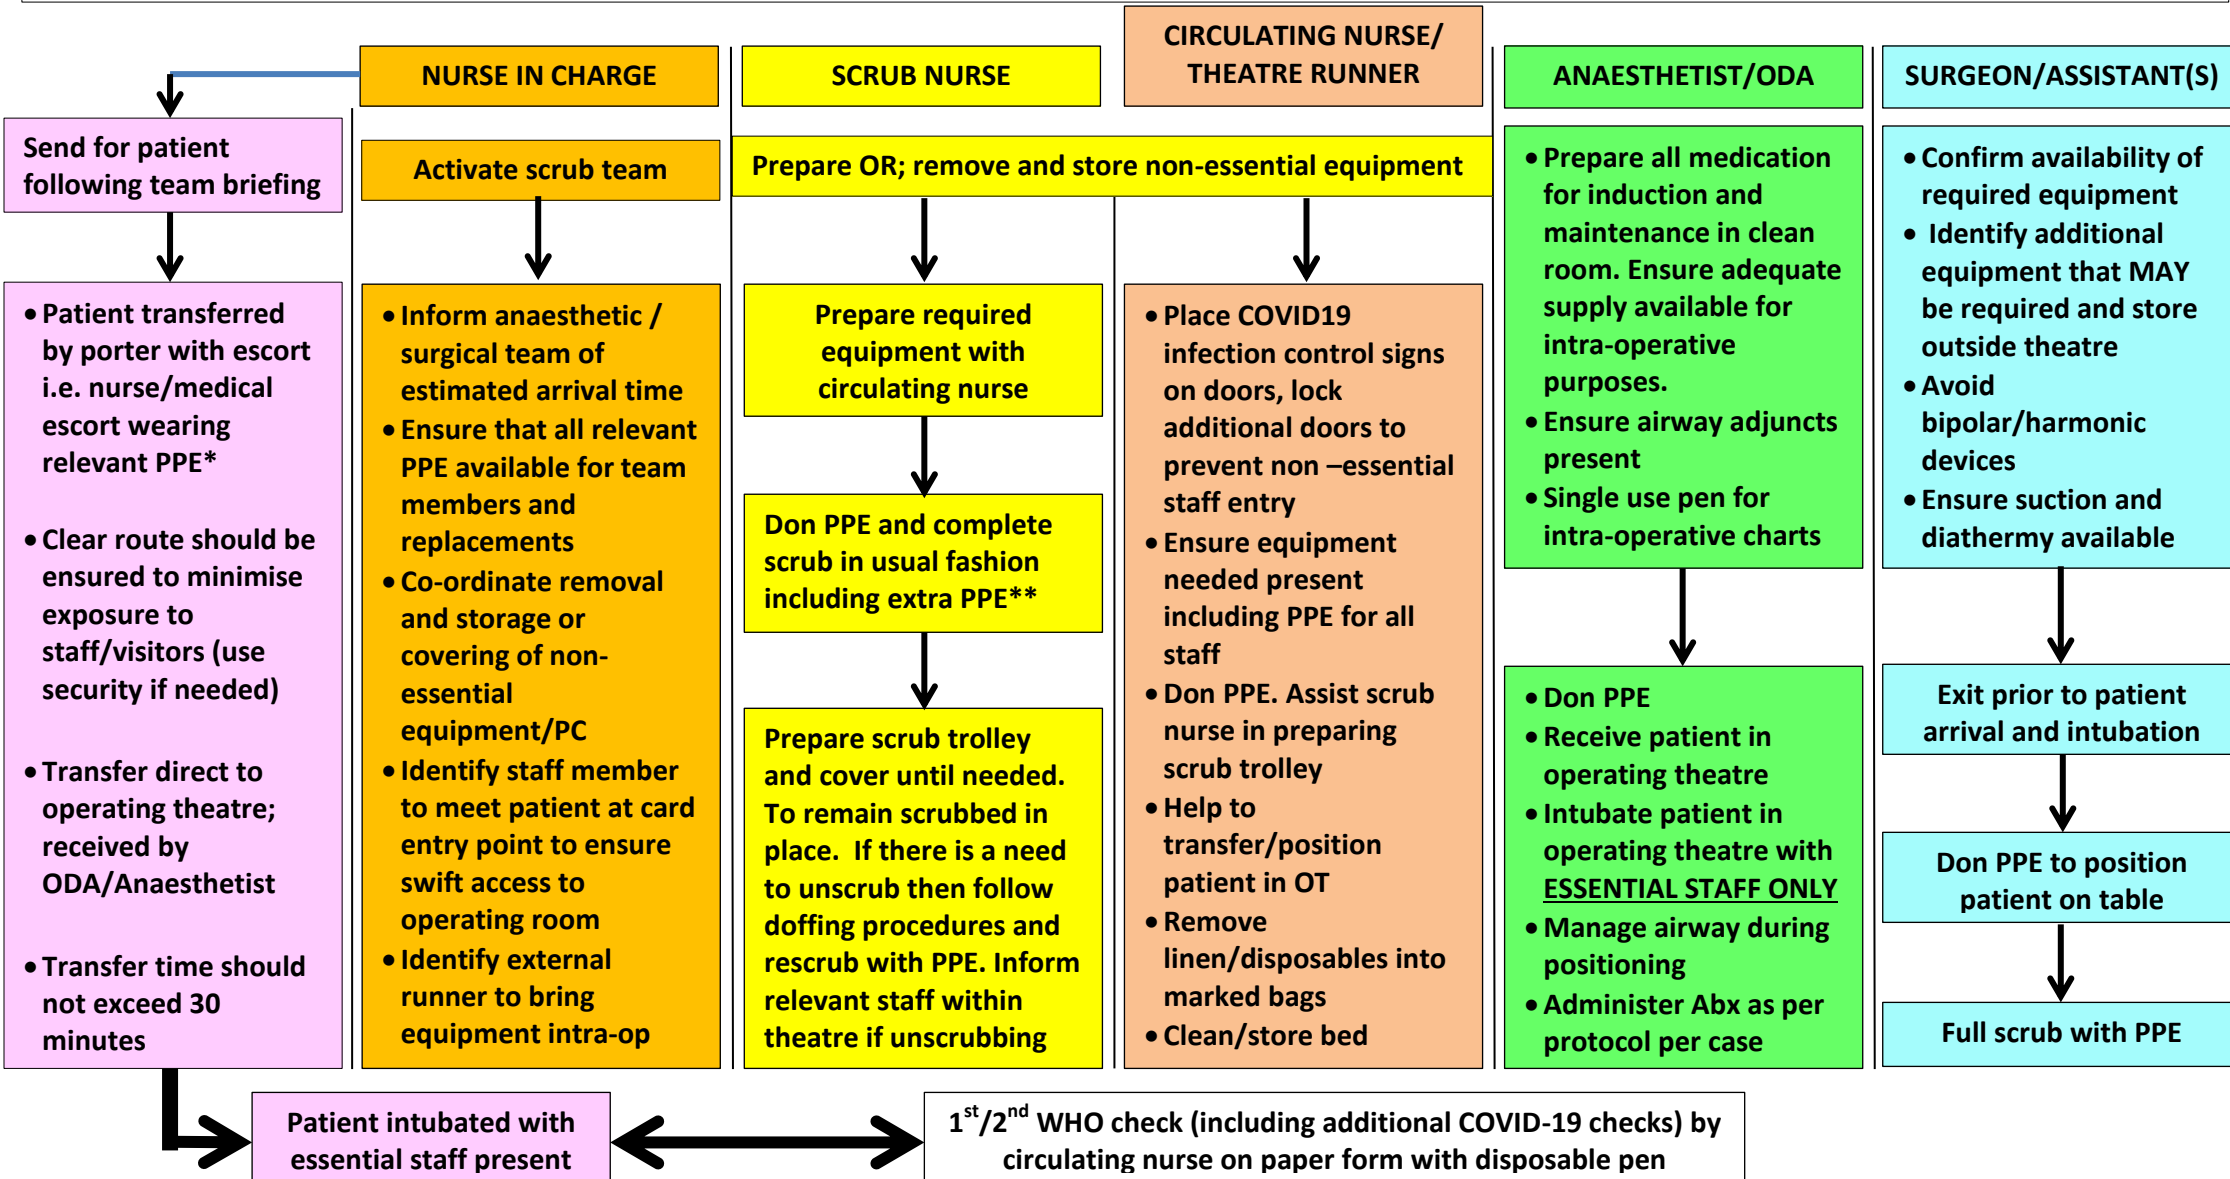 NURSE IN CHARGE
SCRUB NURSE
CIRCULATING NURSE/
THEATRE RUNNER
ANAESTHETIST/ODA
SURGEON/ASSISTANT(S)
Send for patient
following team briefing
• Patient transferred
by porter with escort
i.e. nurse/medical
escort wearing
relevant PPE*
• Clear route should be
ensured to minimise
exposure to
staff/visitors (use
security if needed)
• Transfer direct to
operating theatre;
received by
ODA/Anaesthetist
• Transfer time should
not exceed 30
minutes
Activate scrub team
• Inform anaesthetic /
surgical team of
estimated arrival time
• Ensure that all relevant
PPE available for team
members and
replacements
• Co-ordinate removal
and storage or
covering of non-
essential
equipment/PC
• Identify staff member
to meet patient at card
entry point to ensure
swift access to
operating room
• Identify external
runner to bring
equipment intra-op
Prepare OR; remove and store non-essential equipment
Prepare required
equipment with
circulating nurse
Don PPE and complete
scrub in usual fashion
including extra PPE**
Prepare scrub trolley
and cover until needed.
To remain scrubbed in
place.  If there is a need
to unscrub then follow
doffing procedures and
rescrub with PPE. Inform
relevant staff within
theatre if unscrubbing
• Place COVID19
infection control signs
on doors, lock
additional doors to
prevent non –essential
staff entry
• Ensure equipment
needed present
including PPE for all
staff
• Don PPE. Assist scrub
nurse in preparing
scrub trolley
• Help to
transfer/position
patient in OT
• Remove
linen/disposables into
marked bags
• Clean/store bed
• Prepare all medication
for induction and
maintenance in clean
room. Ensure adequate
supply available for
intra-operative
purposes.
• Ensure airway adjuncts
present
• Single use pen for
intra-operative charts
• Don PPE
• Receive patient in
operating theatre
• Intubate patient in
operating theatre with
ESSENTIAL STAFF ONLY
• Manage airway during
positioning
• Administer Abx as per
protocol per case
• Confirm availability of
required equipment
• Identify additional
equipment that MAY
be required and store
outside theatre
• Avoid
bipolar/harmonic
devices
• Ensure suction and
diathermy available
Exit prior to patient
arrival and intubation
Don PPE to position
patient on table
Full scrub with PPE
Patient intubated with
essential staff present
1st/2nd WHO check (including additional COVID-19 checks) by
circulating nurse on paper form with disposable pen